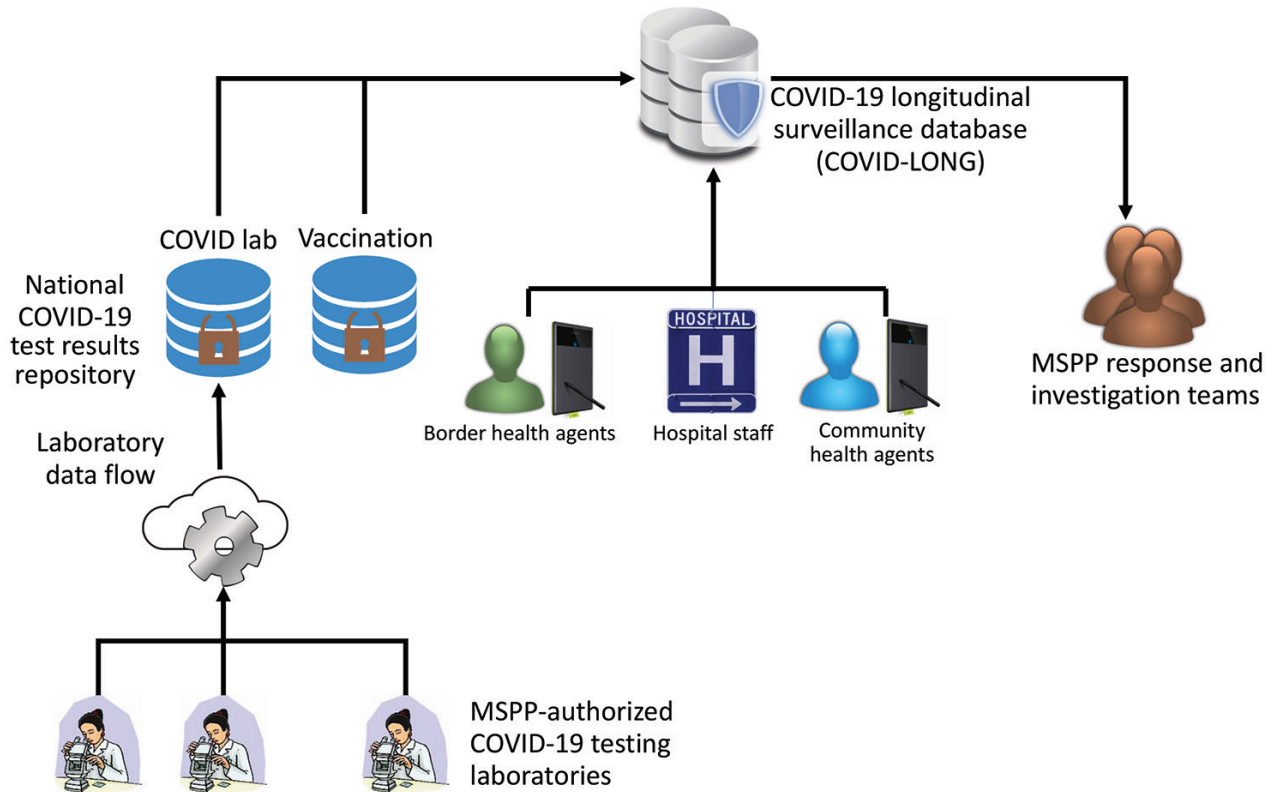 COVID-19 longitudinal
surveillance database
(COVID-LONG)
COVID lab
Vaccination
National
COVID-19
test results
repository
HOSPITAL
H
Border health agents
Hospital staff
Community
health agents
MSPP response and
investigation teams
Laboratory
data flow
MSPP-authorized
COVID-19 testing
laboratories